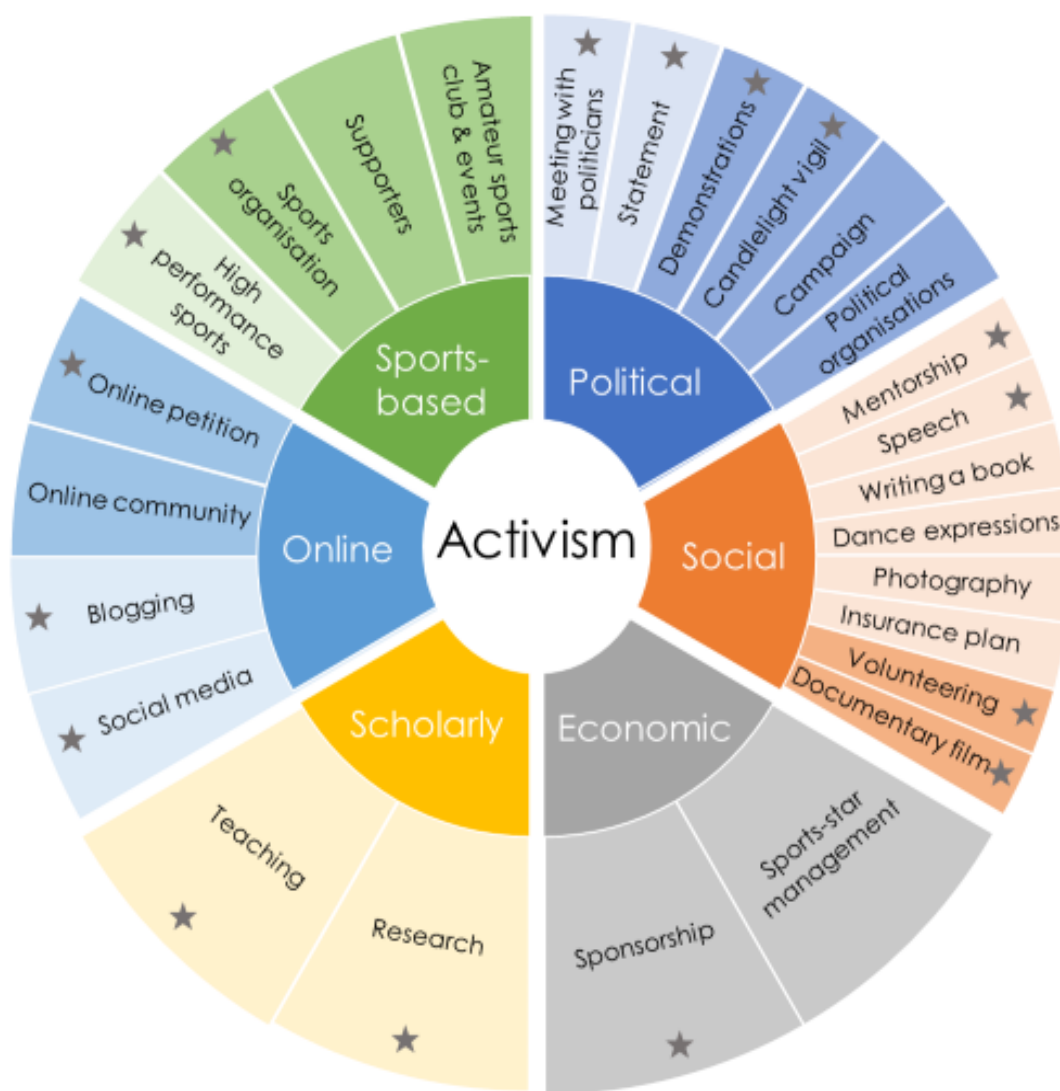 Activism
Political
Meeting with
politicians
Statement
Demonstrations
Candlelight vigil
Campaign
Political
organisations
Social
Mentorship
Speech
Writing a book
Dance expressions
Photography
Insurance plan
Volunteering
Documentary film
Economic
Sports-star
management
Sponsorship
Scholarly
Research
Teaching
Online
Social media
Blogging
Online community
Online petition
Sports-
based
High
performance
sports
Sports
organisation
Supporters
Amateur sports
club & events